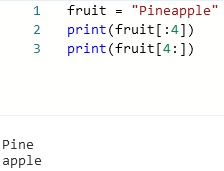 1 fruit = "Pineapple"
2 print(fruit[:4])
3 print(fruit[4:])
Pine
apple